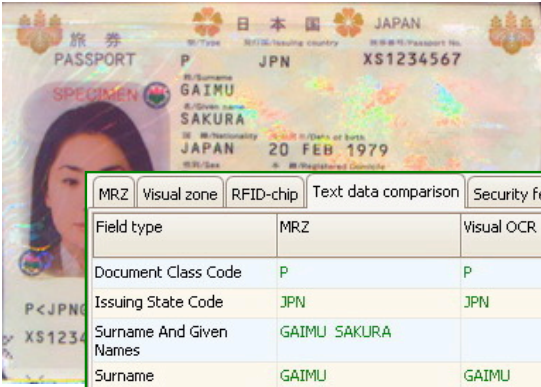 日 本 国 JAPAN
旅 券
PASSPORT
型/Type 発行国/Issuing country 旅券番号/Passport No.
P JPN XS1234567
姓/Surname
GAIMU
名/Given name
SAKURA
SPECIMEN
国 籍/Nationality 生年月日/Date of birth
JAPAN 20 FEB 1979
性別/Sex 本 籍/Registered Domicile
P<JPNG
XS1234
MRZ Visual zone RFID-chip Text data comparison Security fe
Field type MRZ Visual OCR
Document Class Code P P
Issuing State Code JPN JPN
Surname And Given Names GAIMU SAKURA
Surname GAIMU GAIMU